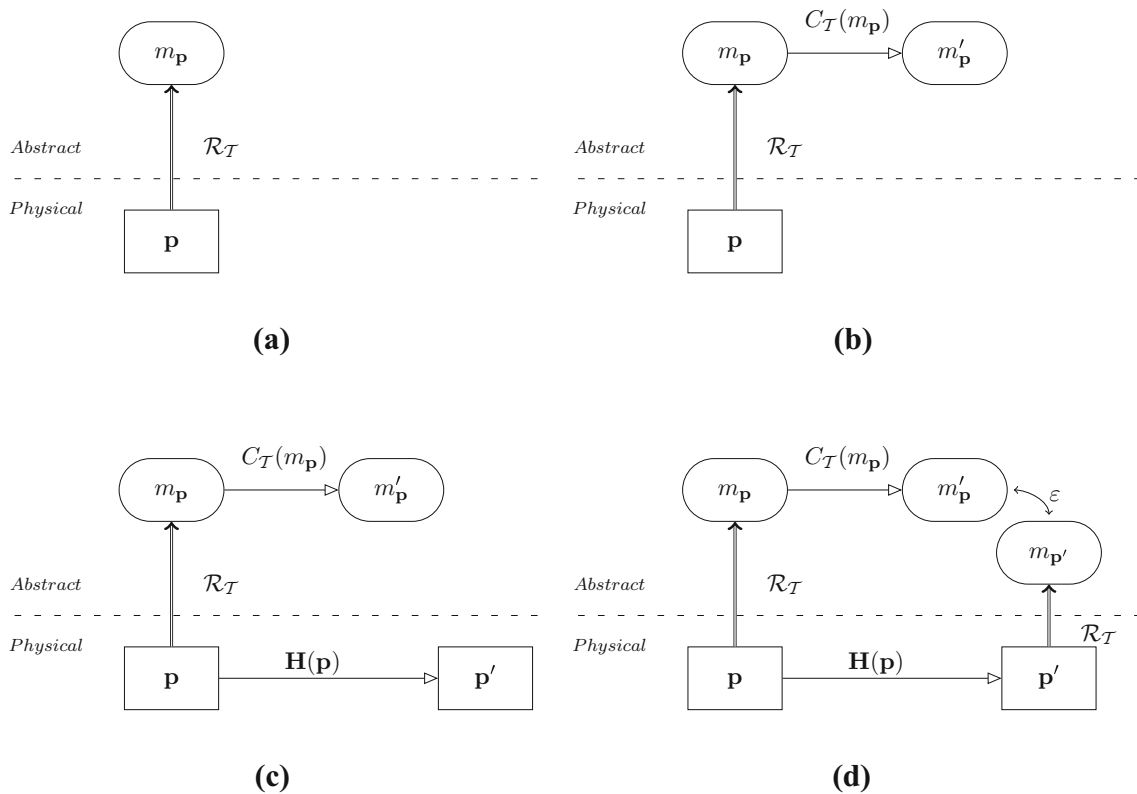 m_p
Abstract
R_T
Physical
p
(a)
C_T(m_p)
m_p m′_p
Abstract
R_T
Physical
p
(b)
C_T(m_p)
m_p m′_p
Abstract
R_T
Physical
p H(p) p′
(c)
C_T(m_p)
m_p m′_p ε
m_p′
Abstract
R_T
Physical
R_T
p H(p) p′
(d)